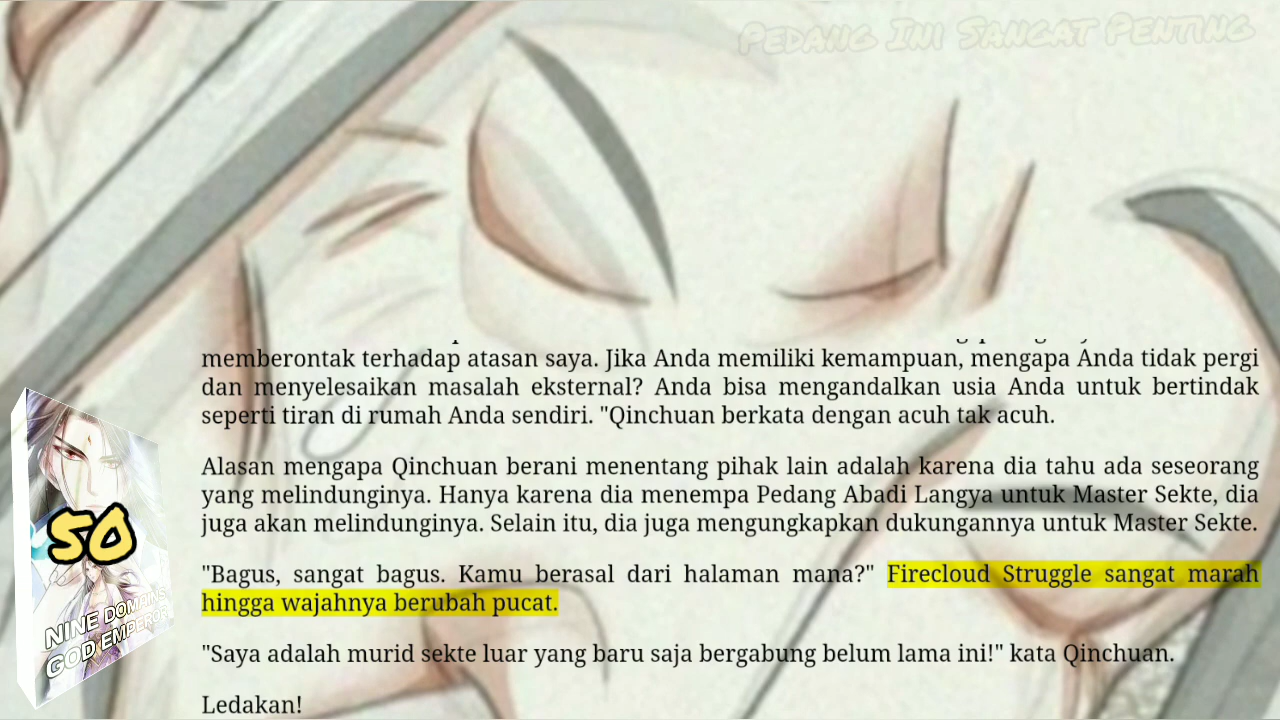 Pedang Ini Sangat Penting
memberontak terhadap atasan saya. Jika Anda memiliki kemampuan, mengapa Anda tidak pergi
dan menyelesaikan masalah eksternal? Anda bisa mengandalkan usia Anda untuk bertindak
seperti tiran di rumah Anda sendiri. "Qinchuan berkata dengan acuh tak acuh.
Alasan mengapa Qinchuan berani menentang pihak lain adalah karena dia tahu ada seseorang
yang melindunginya. Hanya karena dia menempa Pedang Abadi Langya untuk Master Sekte, dia
juga akan melindunginya. Selain itu, dia juga mengungkapkan dukungannya untuk Master Sekte.
"Bagus, sangat bagus. Kamu berasal dari halaman mana?" Firecloud Struggle sangat marah
hingga wajahnya berubah pucat.
"Saya adalah murid sekte luar yang baru saja bergabung belum lama ini!" kata Qinchuan.
Ledakan!
50
NINE DOMAINS
GOD EMPEROR